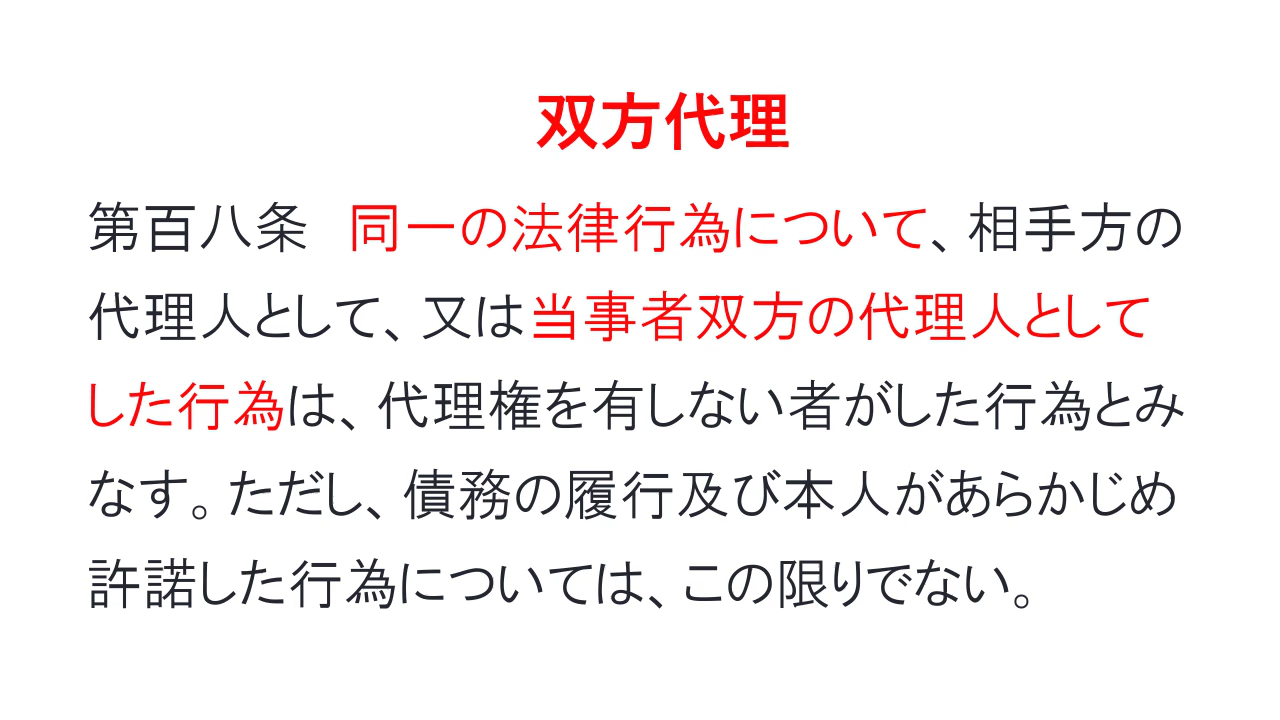 双方代理
第百八条　同一の法律行為について、相手方の
代理人として、又は当事者双方の代理人として
した行為は、代理権を有しない者がした行為とみ
なす。ただし、債務の履行及び本人があらかじめ
許諾した行為については、この限りでない。